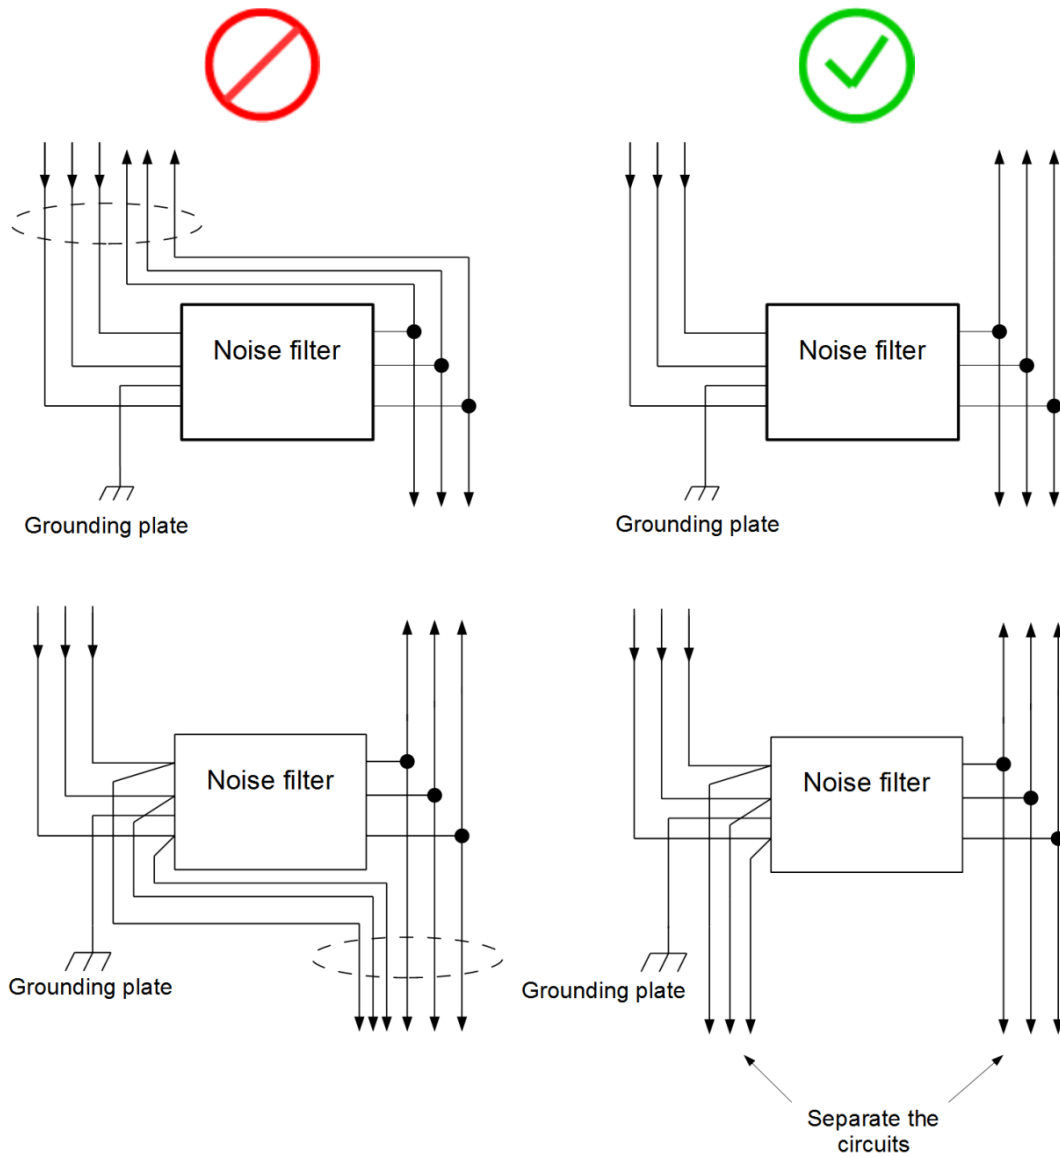 Noise filter
Noise filter
Grounding plate
Grounding plate
Noise filter
Noise filter
Grounding plate
Grounding plate
Separate the
circuits